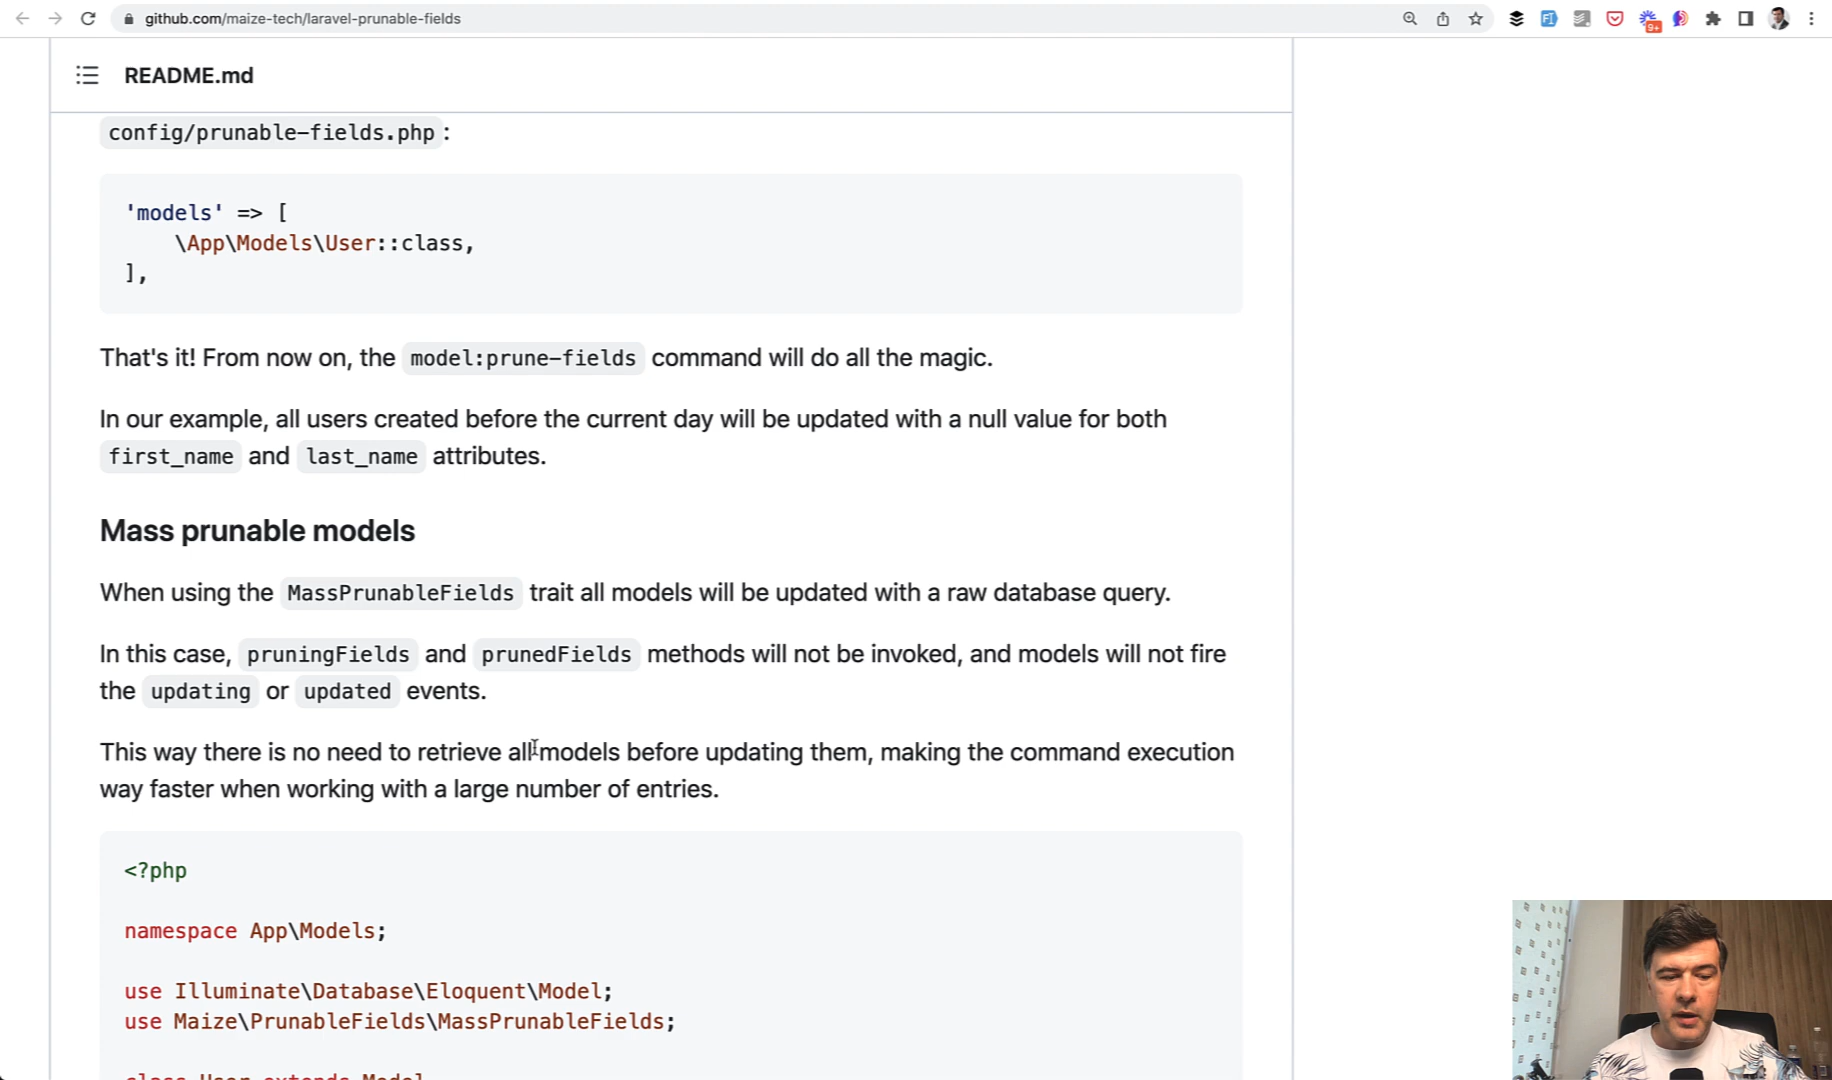 github.com/maize-tech/laravel-prunable-fields
9+
README.md
config/prunable-fields.php:
'models' => [
    \App\Models\User::class,
],
That's it! From now on, the model:prune-fields command will do all the magic.
In our example, all users created before the current day will be updated with a null value for both
first_name and last_name attributes.
Mass prunable models
When using the MassPrunableFields trait all models will be updated with a raw database query.
In this case, pruningFields and prunedFields methods will not be invoked, and models will not fire
the updating or updated events.
This way there is no need to retrieve all models before updating them, making the command execution
way faster when working with a large number of entries.
<?php
namespace App\Models;
use Illuminate\Database\Eloquent\Model;
use Maize\PrunableFields\MassPrunableFields;
class User extends Model